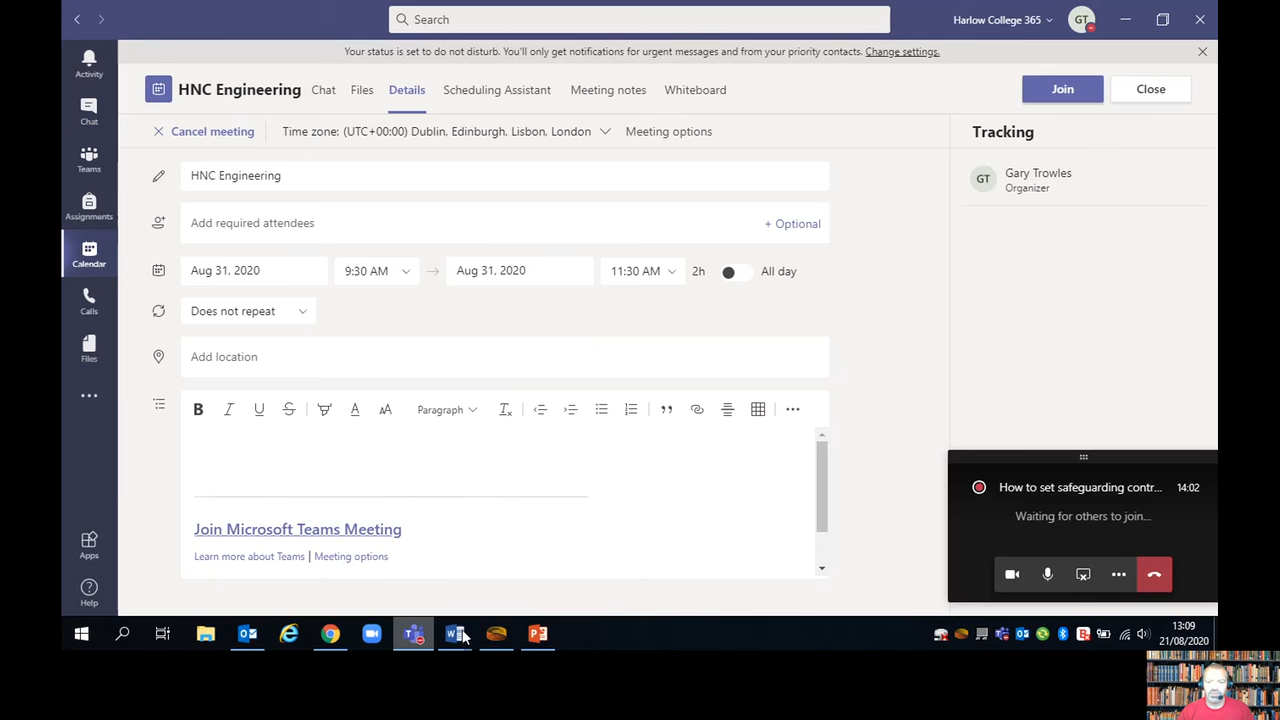 Search
Harlow College 365
GT
Your status is set to do not disturb. You'll only get notifications for urgent messages and from your priority contacts. Change settings.
Activity
Chat
Teams
Assignments
Calendar
Calls
Files
Apps
Help
HNC Engineering Chat Files Details Scheduling Assistant Meeting notes Whiteboard Join Close
Cancel meeting Time zone: (UTC+00:00) Dublin, Edinburgh, Lisbon, London Meeting options
HNC Engineering
Add required attendees + Optional
Aug 31, 2020 9:30 AM Aug 31, 2020 11:30 AM 2h All day
Does not repeat
Add location
B I U S A AA Paragraph
Join Microsoft Teams Meeting
Learn more about Teams | Meeting options
Tracking
GT
Gary Trowles
Organizer
How to set safeguarding contr... 14:02
Waiting for others to join...
13:09
21/08/2020